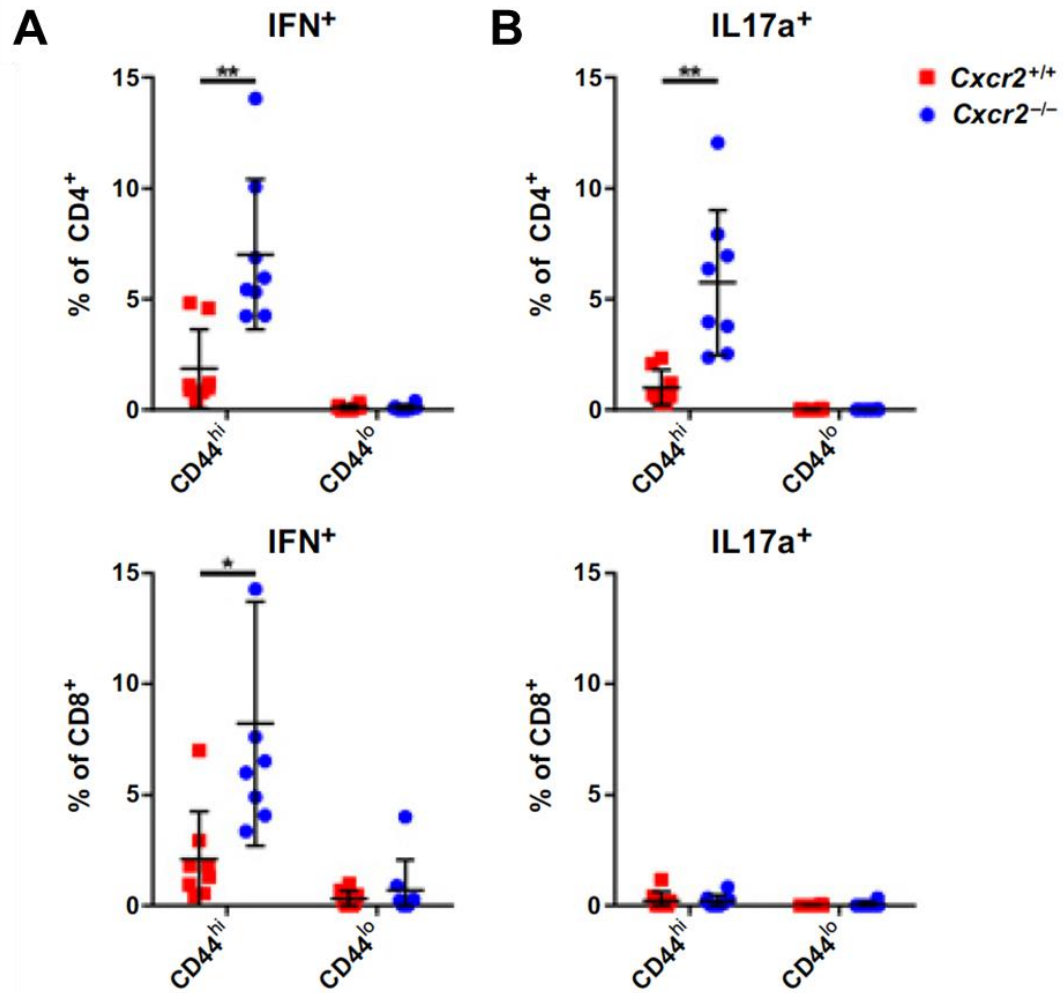 A
IFN⁺
**
15
10
5
0
% of CD4⁺
CD44ʰⁱ
CD44ˡᵒ
B
IL17a⁺
**
15
10
5
0
% of CD4⁺
CD44ʰⁱ
CD44ˡᵒ
Cxcr2⁺/⁺
Cxcr2⁻/⁻
IFN⁺
*
15
10
5
0
% of CD8⁺
CD44ʰⁱ
CD44ˡᵒ
IL17a⁺
15
10
5
0
% of CD8⁺
CD44ʰⁱ
CD44ˡᵒ